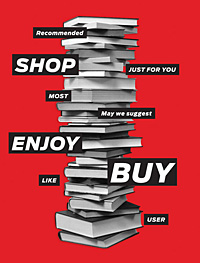 Recommended
SHOP
JUST FOR YOU
MOST
May we suggest
ENJOY
BUY
LIKE
USER